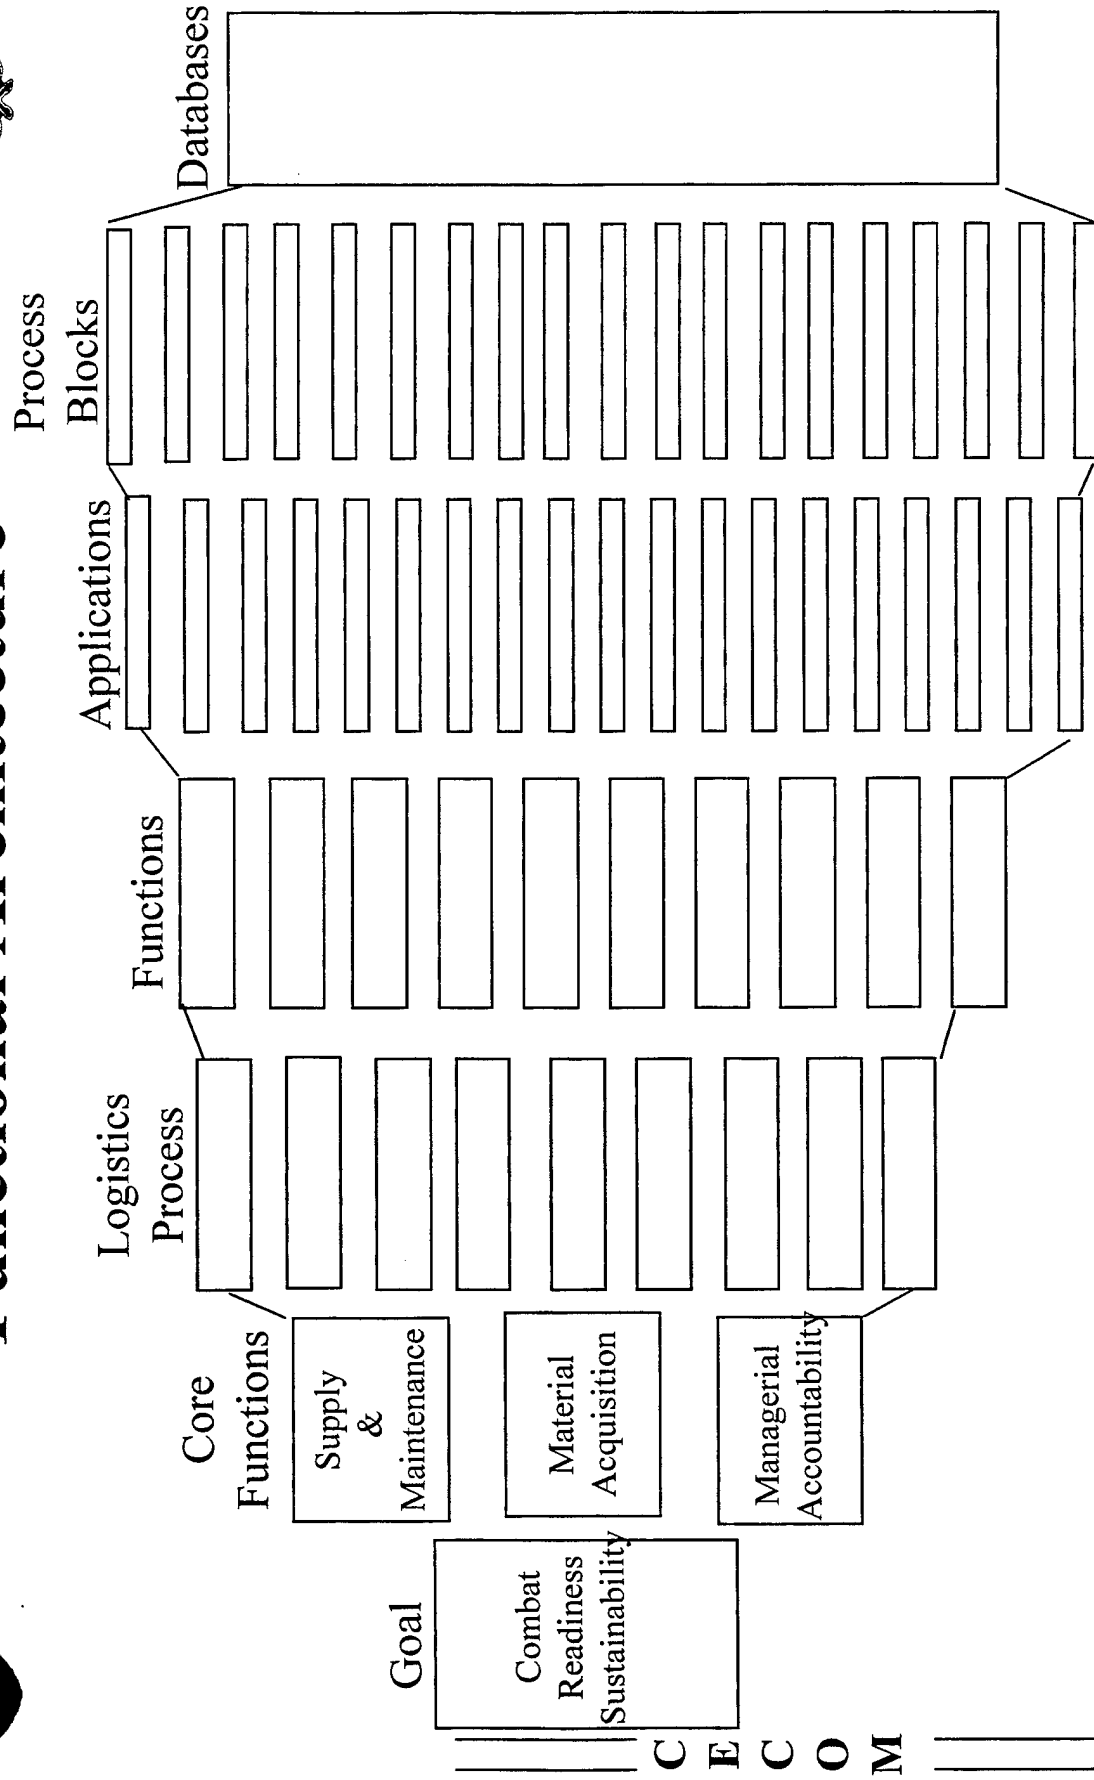 Functional Architecture
Goal
Combat
Readiness
Sustainability
Core
Functions
Supply
&
Maintenance
Material
Acquisition
Managerial
Accountability
Logistics
Process
Functions
Applications
Process
Blocks
Databases
C
E
C
O
M